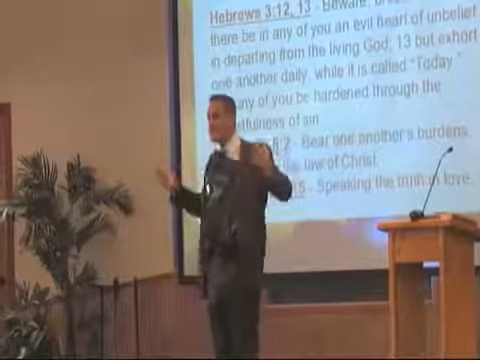 Hebrews 3:12, 13 - Beware,
there be in any of you an evil heart of unbelief
in departing from the living God; 13 but exhort
one another daily, while it is called "Today"
any of you be hardened through the
of sin
6:2 - Bear one another's burdens,
the law of Christ.
- Speaking the truth in love,